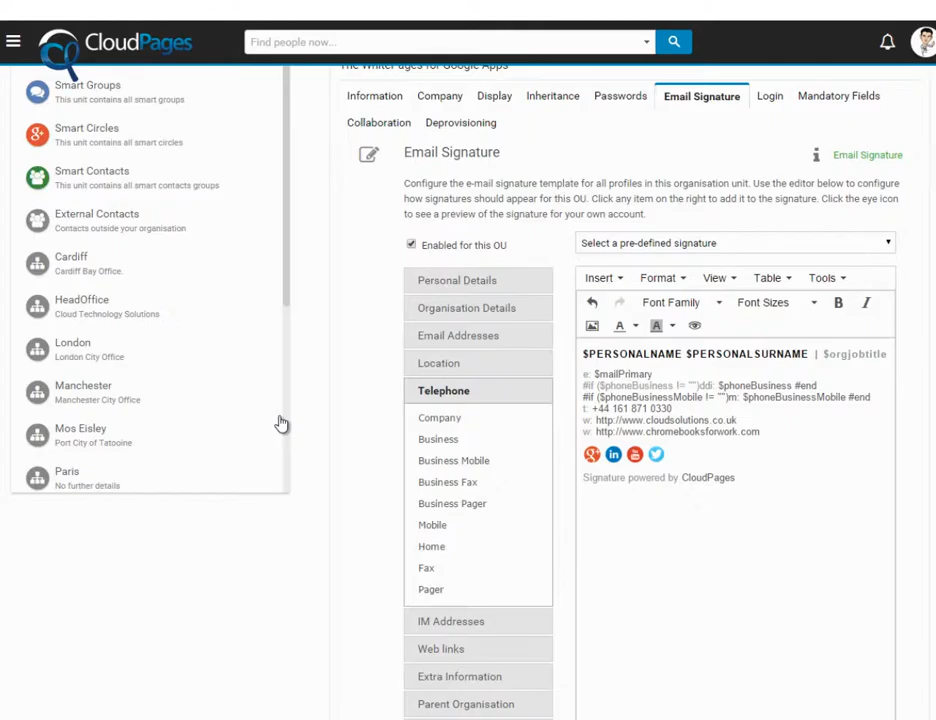 CloudPages
Find people now...
The WhitePages for Google Apps
Smart Groups
This unit contains all smart groups
Smart Circles
This unit contains all smart circles
Smart Contacts
This unit contains all smart contacts groups
External Contacts
Contacts outside your organisation
Cardiff
Cardiff Bay Office.
HeadOffice
Cloud Technology Solutions
London
London City Office
Manchester
Manchester City Office
Mos Eisley
Port City of Tatooine
Paris
No further details
Information Company Display Inheritance Passwords Email Signature Login Mandatory Fields
Collaboration Deprovisioning
Email Signature
Email Signature
Configure the e-mail signature template for all profiles in this organisation unit. Use the editor below to configure
how signatures should appear for this OU. Click any item on the right to add it to the signature. Click the eye icon
to see a preview of the signature for your own account.
Enabled for this OU
Select a pre-defined signature
Personal Details
Organisation Details
Email Addresses
Location
Telephone
Company
Business
Business Mobile
Business Fax
Business Pager
Mobile
Home
Fax
Pager
IM Addresses
Web links
Extra Information
Parent Organisation
Insert Format View Table Tools
Font Family Font Sizes B I
A A
$PERSONALNAME $PERSONALSURNAME | $orgjobtitle
e: $mailPrimary
#if ($phoneBusiness != "")ddi: $phoneBusiness #end
#if ($phoneBusinessMobile != "")m: $phoneBusinessMobile #end
t: +44 161 871 0330
w: http://www.cloudsolutions.co.uk
w: http://www.chromebooksforwork.com
Signature powered by CloudPages